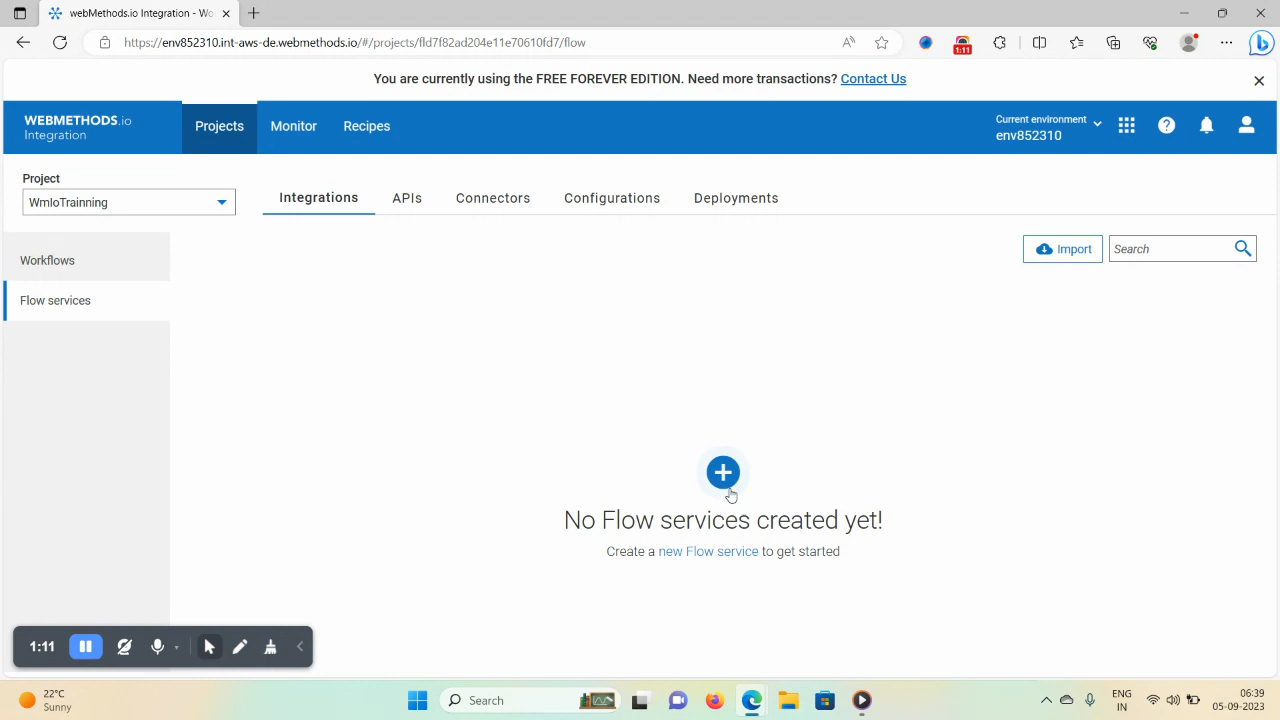 webMethods.io Integration - Wo
https://env852310.int-aws-de.webmethods.io/#/projects/fld7f82ad204e11e70610fd7/flow
1:11
You are currently using the FREE FOREVER EDITION. Need more transactions? Contact Us
WEBMETHODS.io
Integration
Projects
Monitor
Recipes
Current environment
env852310
Project
WmIoTrainning
Integrations
APIs
Connectors
Configurations
Deployments
Import
Search
Workflows
Flow services
No Flow services created yet!
Create a new Flow service to get started
1:11
22°C
Sunny
Search
ENG
IN
06:39
05-09-2023